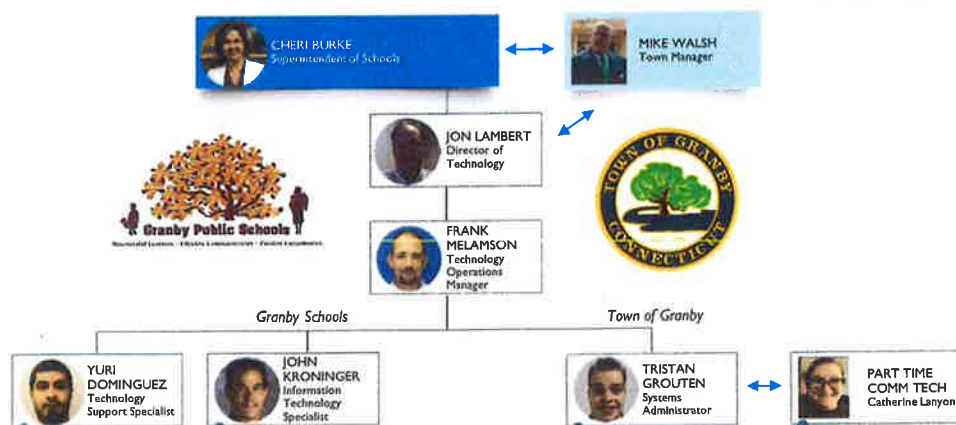 CHERI BURKE
Superintendent of Schools
MIKE WALSH
Town Manager
JON LAMBERT
Director of
Technology
Granby Public Schools
TOWN OF GRANBY
CONNECTICUT
FRANK
MELAMSON
Technology
Operations
Manager
Granby Schools
Town of Granby
YURI
DOMINGUEZ
Technology
Support Specialist
JOHN
KRONINGER
Information
Technology
Specialist
TRISTAN
GROUTEN
Systems
Administrator
PART TIME
COMM TECH
Catherine Lanyon